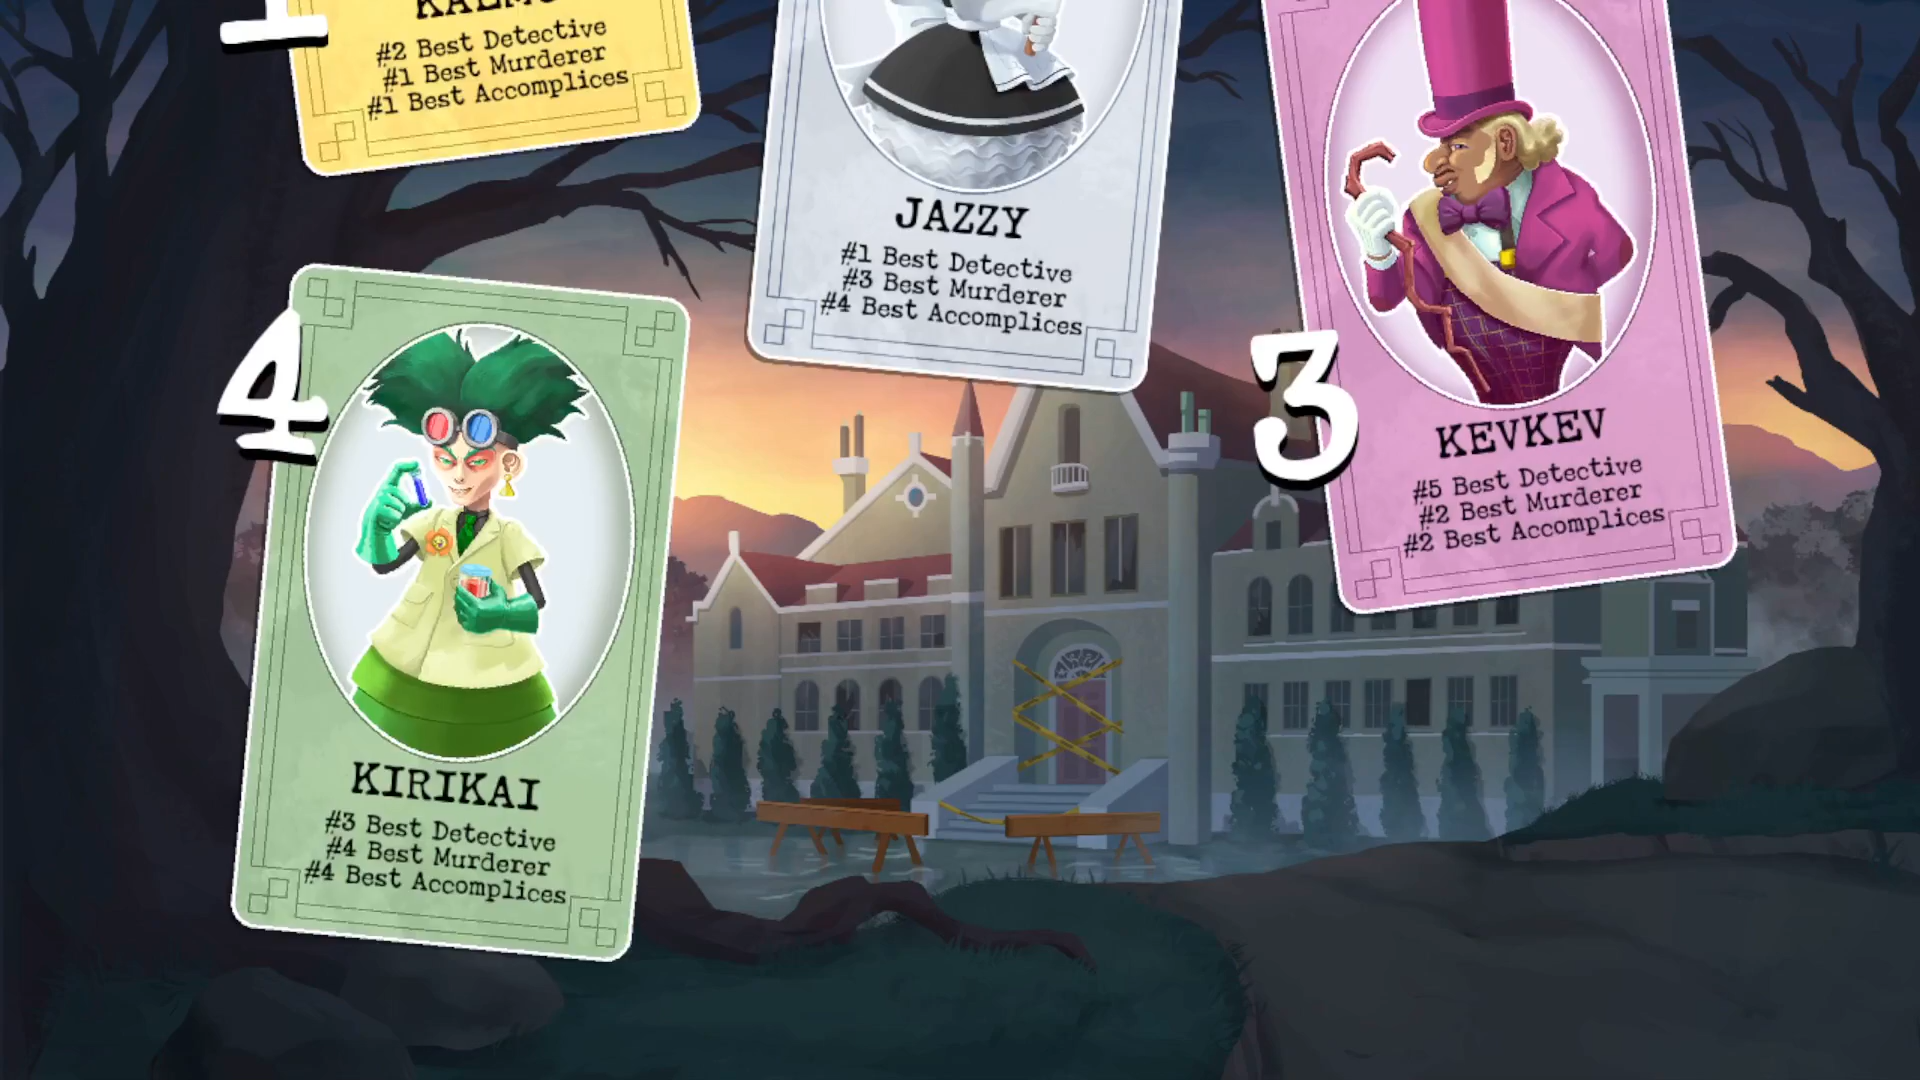 1
#2 Best Detective
#1 Best Murderer
#1 Best Accomplices
JAZZY
#1 Best Detective
#3 Best Murderer
#4 Best Accomplices
3
KEVKEV
#5 Best Detective
#2 Best Murderer
#2 Best Accomplices
4
KIRIKAI
#3 Best Detective
#4 Best Murderer
#4 Best Accomplices